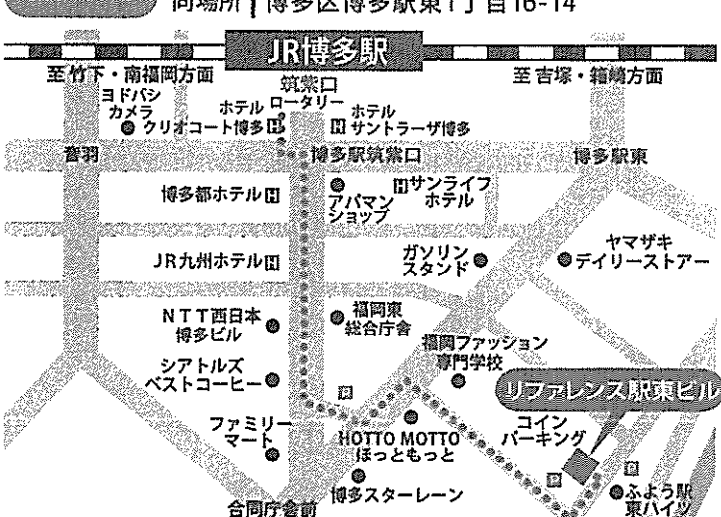 同場所 博多区博多駅東1丁目16-14
JR博多駅
至 竹下・南福岡方面
至 吉塚・箱崎方面
筑紫口
ロータリー
ヨドバシ
カメラ
ホテル
クリオコート博多 H
H ホテル
サントラーザ博多
音羽
博多駅筑紫口
博多駅東
博多都ホテル H
アパマン
ショップ
H サンライフ
ホテル
JR九州ホテル H
ガソリン
スタンド
ヤマザキ
デイリーストアー
NTT西日本
博多ビル
福岡東
総合庁舎
福岡ファッション
専門学校
シアトルズ
ベストコーヒー
P
リファレンス駅東ビル
ファミリー
マート
HOTTO MOTTO
ほっともっと
コイン
パーキング
P
P
博多スターレーン
ふよう駅
東ハイツ
合同庁舎前